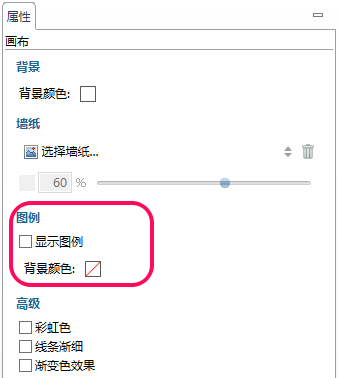 属性
画布
背景
背景颜色:
墙纸
选择墙纸...
60 %
图例
显示图例
背景颜色:
高级
彩虹色
线条渐细
渐变色效果